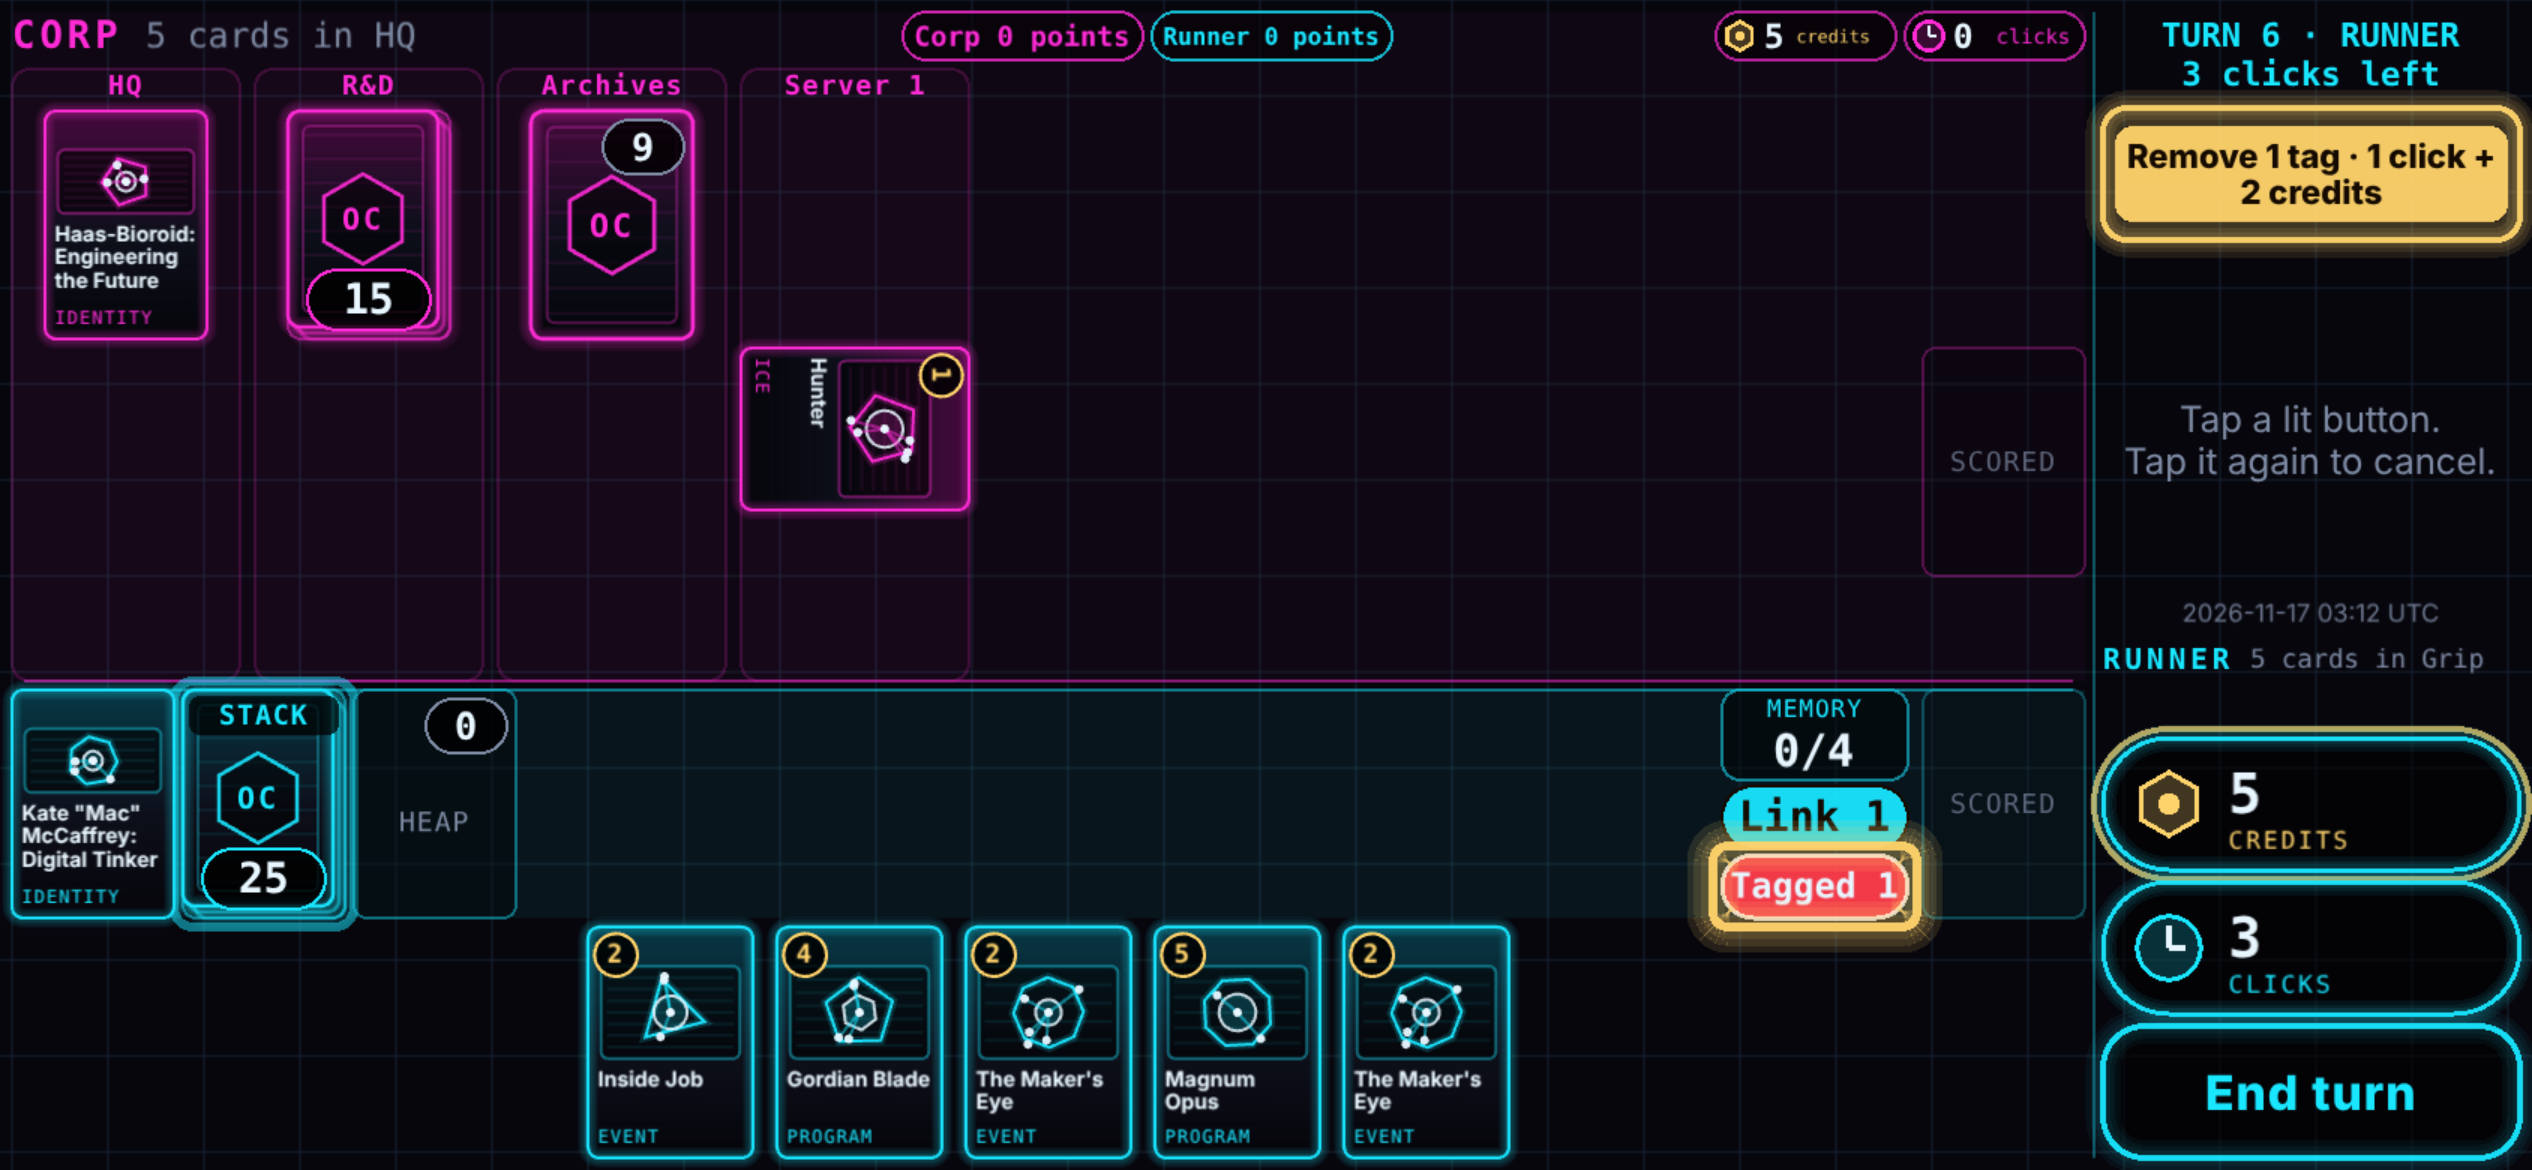 CORP 5 cards in HQ
Corp 0 points
Runner 0 points
5 credits
0 clicks
TURN 6 · RUNNER
3 clicks left
HQ
R&D
Archives
Server 1
Haas-Bioroid:
Engineering
the Future
IDENTITY
OC
15
9
OC
1
Hunter
ICE
SCORED
Remove 1 tag · 1 click +
2 credits
Tap a lit button.
Tap it again to cancel.
2026-11-17 03:12 UTC
RUNNER 5 cards in Grip
Kate "Mac"
McCaffrey:
Digital Tinker
IDENTITY
STACK
OC
25
0
HEAP
MEMORY
0/4
Link 1
Tagged 1
SCORED
5
CREDITS
3
CLICKS
End turn
2
Inside Job
EVENT
4
Gordian Blade
PROGRAM
2
The Maker's
Eye
EVENT
5
Magnum
Opus
PROGRAM
2
The Maker's
Eye
EVENT